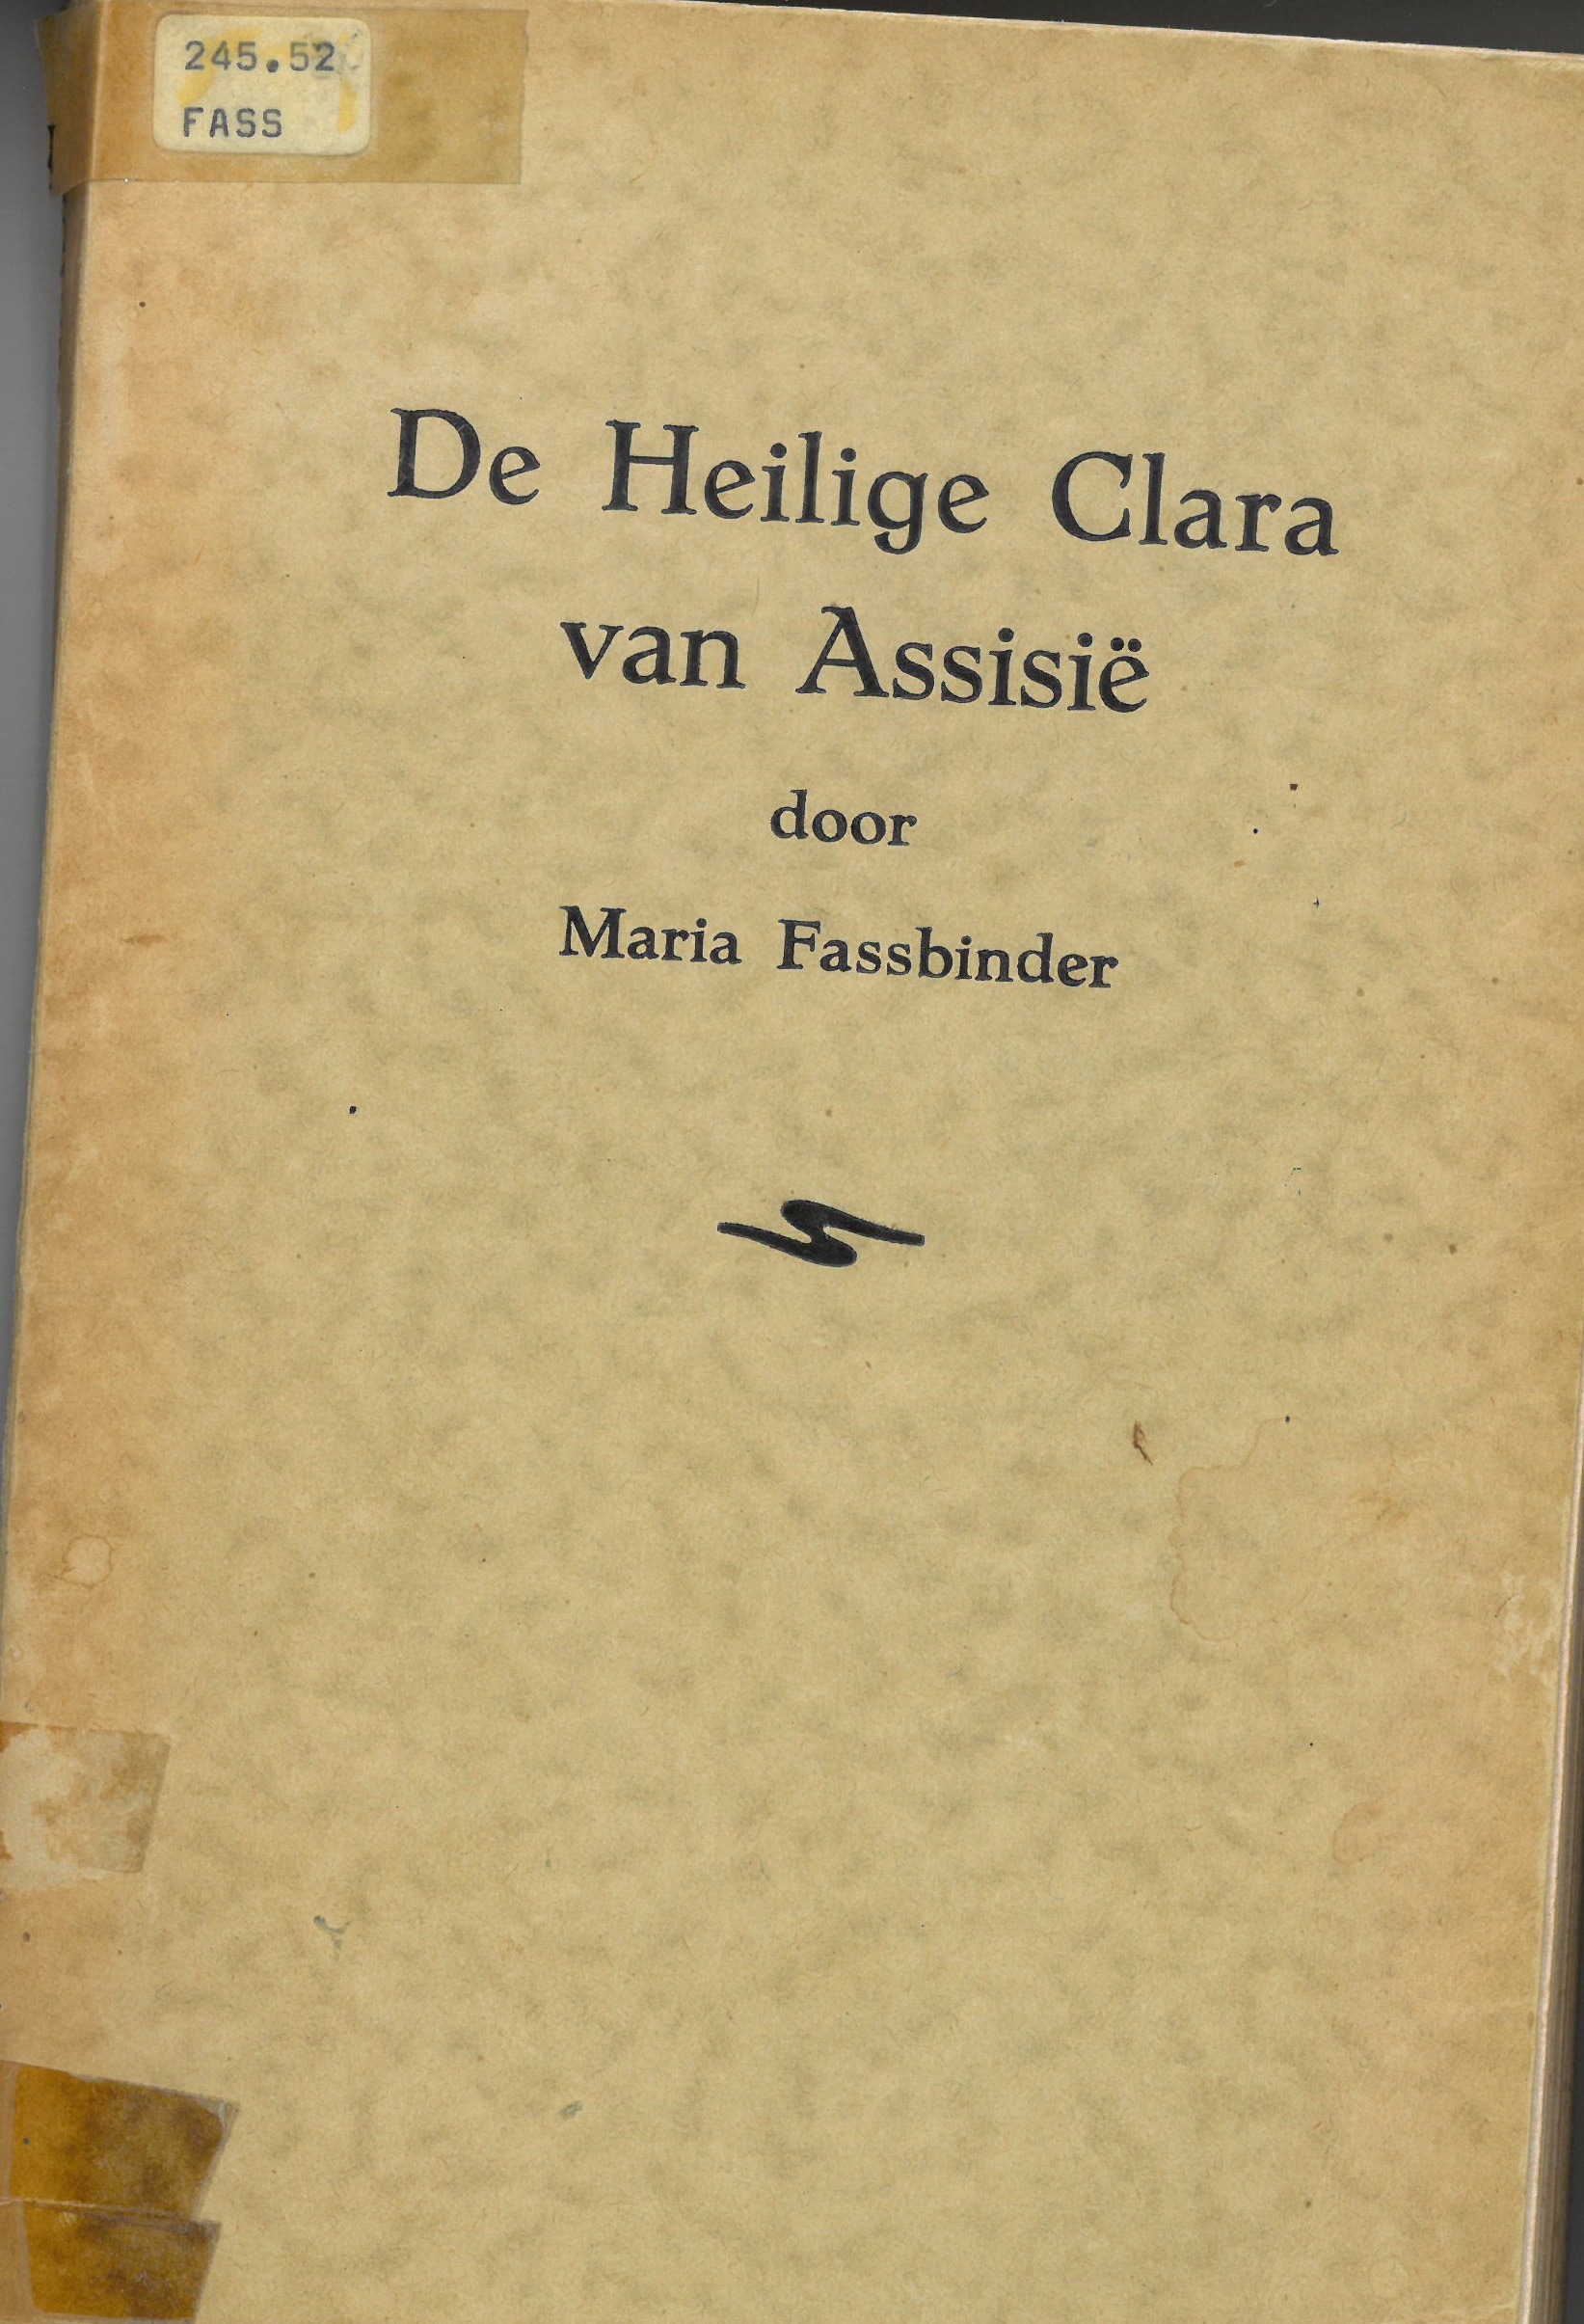 245.52
FASS
De Heilige Clara
van Assisië
door
Maria Fassbinder